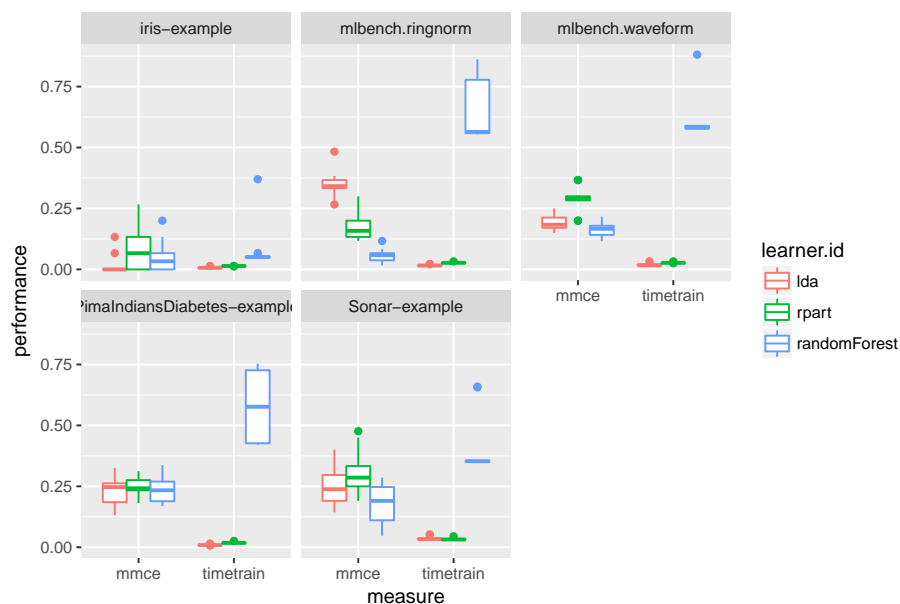 iris−example
mlbench.ringnorm
mlbench.waveform
0.75
0.50
0.25
0.00
mmce
timetrain
PimaIndiansDiabetes−example
Sonar−example
0.75
0.50
0.25
0.00
mmce
timetrain
mmce
timetrain
performance
measure
learner.id
lda
rpart
randomForest